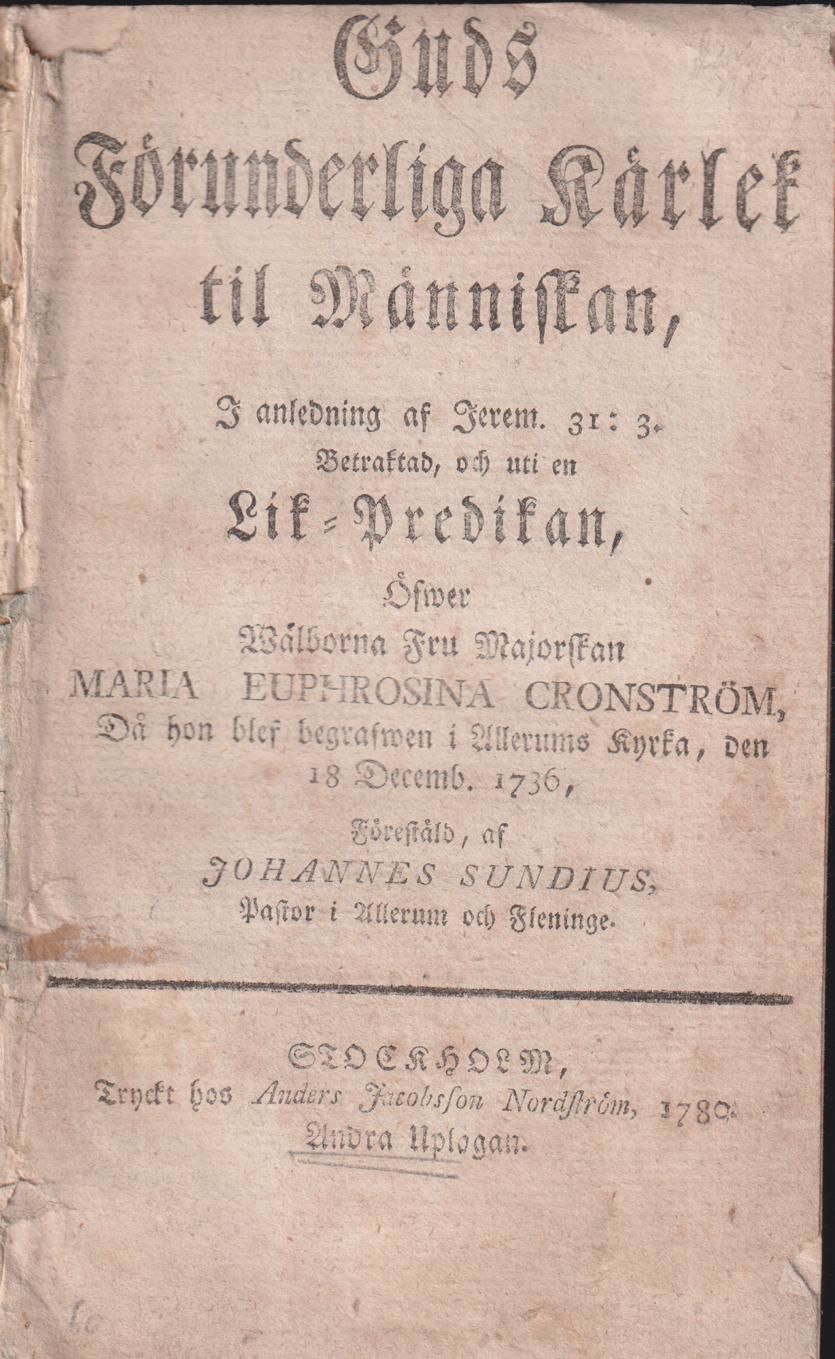 Guds
Förunderliga Kärlek
til Människan,
I anledning af Jerem. 31: 3.
Betraktad, och uti en
Lik-Predikan,
Öfwer
Wälborna Fru Majorskan
MARIA EUPHROSINA CRONSTRÖM,
Då hon blef begrafwen i Allerums Kyrka, den
18 Decemb. 1736,
Föreståld, af
JOHANNES SUNDIUS,
Pastor i Allerum och Fleninge.
STOCKHOLM,
Tryckt hos Anders Jacobsson Nordström, 1780.
Andra Uplagan.